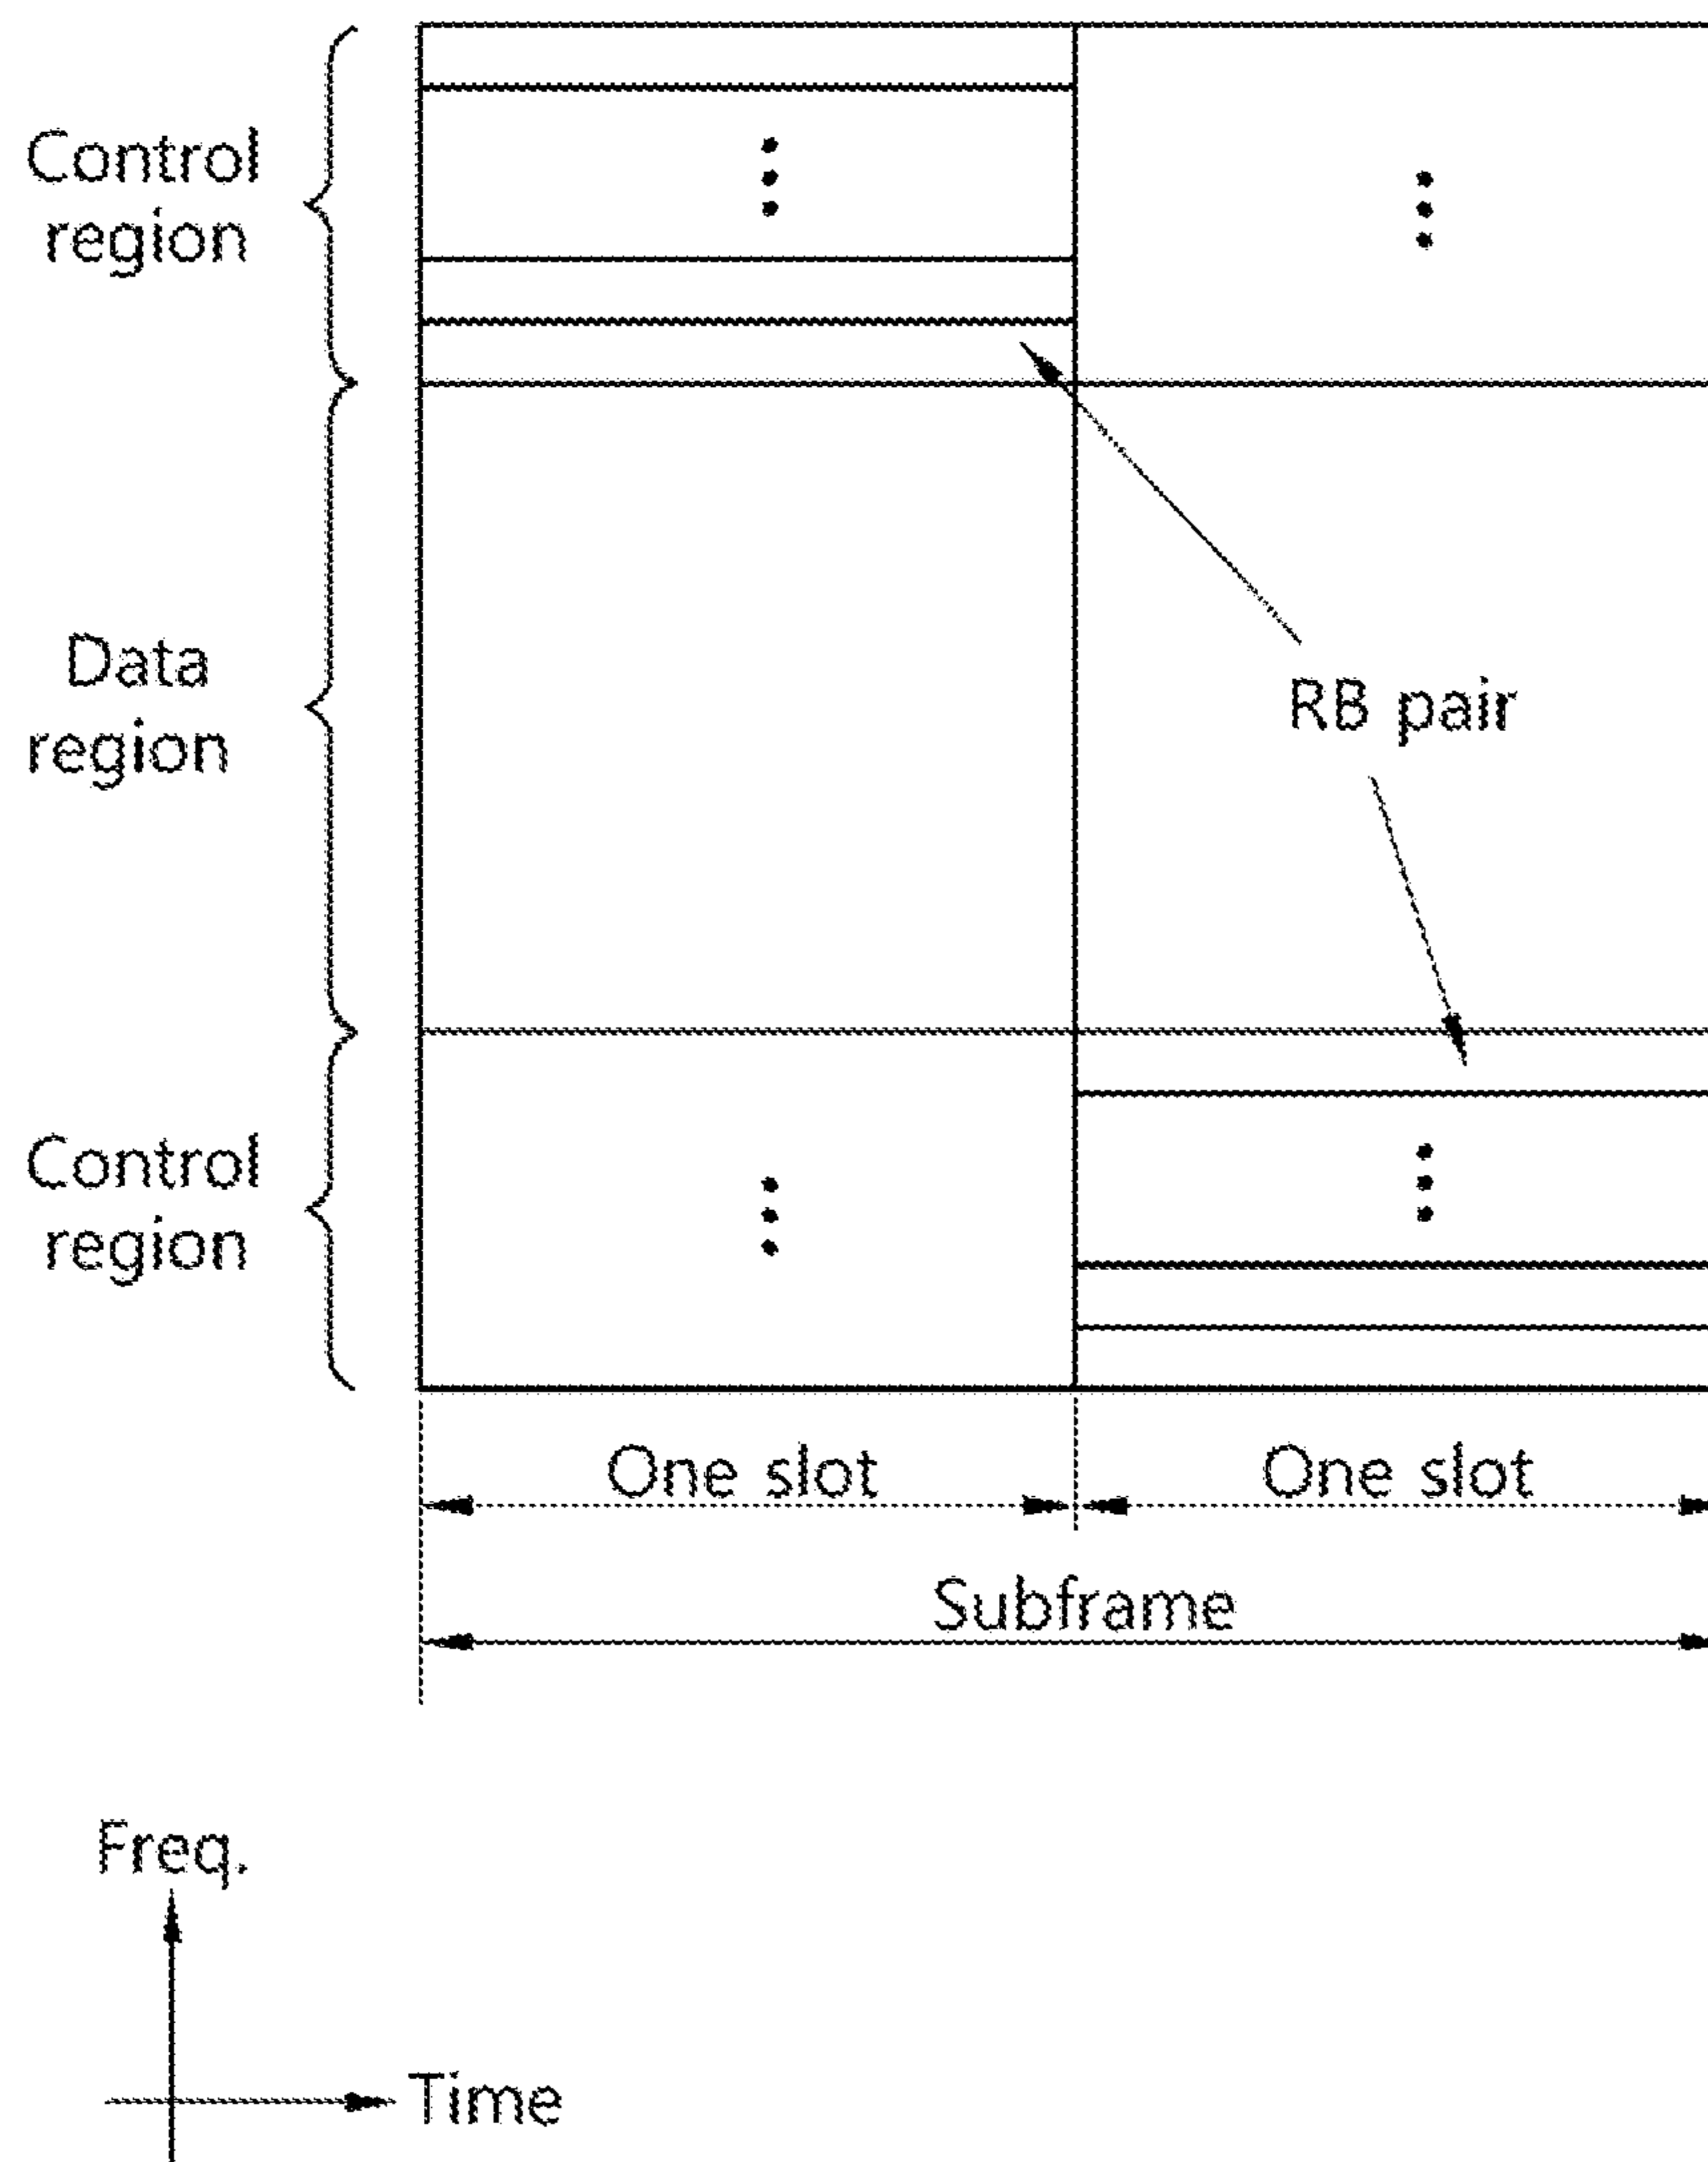 Control
region
Data
region
RB pair
Control
region
One slot
One slot
Subframe
Freq.
Time